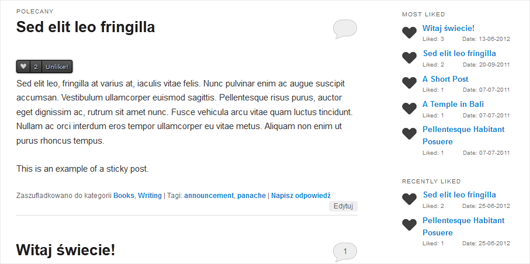 POLECANY
Sed elit leo fringilla
2 Unlike!
Sed elit leo, fringilla at varius at, iaculis vitae felis. Nunc pulvinar enim ac augue suscipit
accumsan. Vestibulum ullamcorper euismod sagittis. Pellentesque risus purus, auctor
eget dignissim ac, rutrum sit amet nunc. Fusce vehicula arcu vitae quam luctus tincidunt.
Nullam ac orci interdum eros tempor ullamcorper eu vitae metus. Aliquam non enim ut
purus rhoncus tempus.
This is an example of a sticky post.
Zaszufladkowano do kategorii Books, Writing | Tagi: announcement, panache | Napisz odpowiedź
Edytuj
Witaj świecie!
1
MOST LIKED
Witaj świecie!
Liked: 3 Date: 13-06-2012
Sed elit leo fringilla
Liked: 2 Date: 20-09-2011
A Short Post
Liked: 1 Date: 07-07-2011
A Temple in Bali
Liked: 1 Date: 07-07-2011
Pellentesque Habitant
Posuere
Liked: 1 Date: 07-07-2011
RECENTLY LIKED
Sed elit leo fringilla
Liked: 2 Date: 25-06-2012
Pellentesque Habitant
Posuere
Liked: 1 Date: 25-06-2012